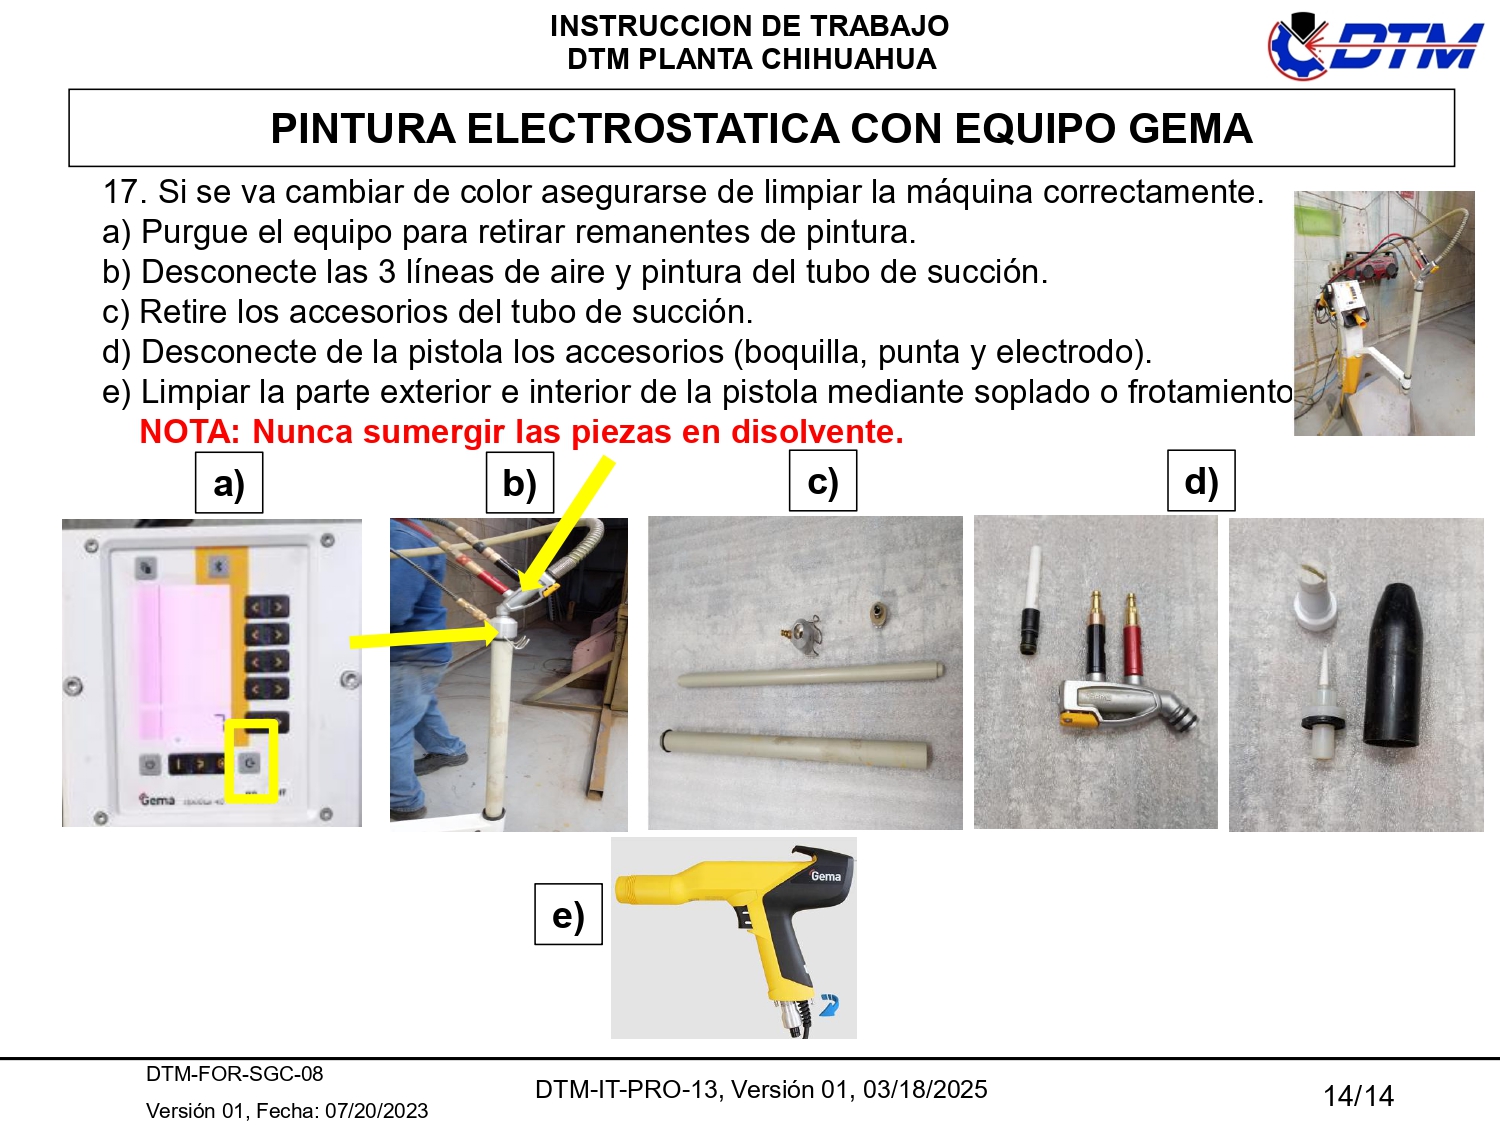 INSTRUCCION DE TRABAJO
DTM PLANTA CHIHUAHUA
DTM
PINTURA ELECTROSTATICA CON EQUIPO GEMA
17. Si se va cambiar de color asegurarse de limpiar la máquina correctamente.
a) Purgue el equipo para retirar remanentes de pintura.
b) Desconecte las 3 líneas de aire y pintura del tubo de succión.
c) Retire los accesorios del tubo de succión.
d) Desconecte de la pistola los accesorios (boquilla, punta y electrodo).
e) Limpiar la parte exterior e interior de la pistola mediante soplado o frotamiento
NOTA: Nunca sumergir las piezas en disolvente.
a)
b)
c)
d)
Gema
e)
Gema
DTM-FOR-SGC-08
Versión 01, Fecha: 07/20/2023
DTM-IT-PRO-13, Versión 01, 03/18/2025
14/14